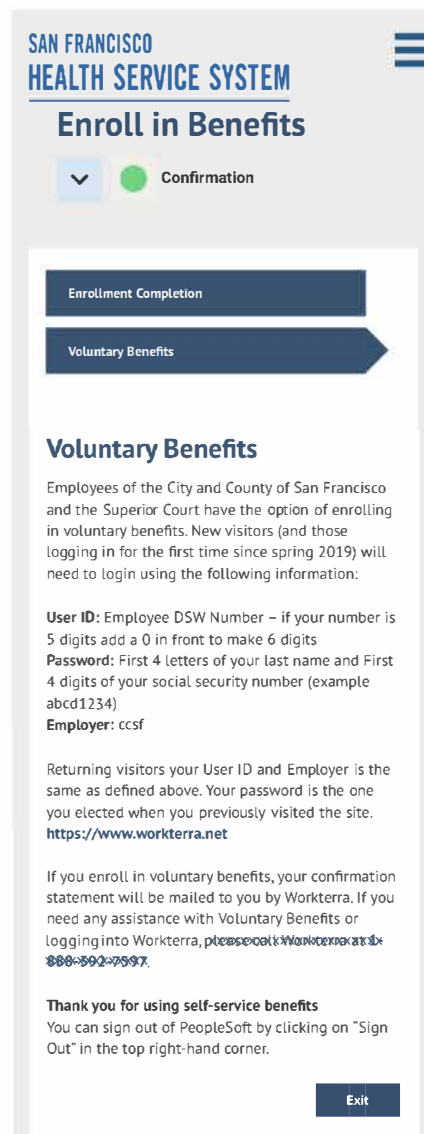 SAN FRANCISCO
HEALTH SERVICE SYSTEM
Enroll in Benefits
Confirmation
Enrollment Completion
Voluntary Benefits
Voluntary Benefits
Employees of the City and County of San Francisco
and the Superior Court have the option of enrolling
in voluntary benefits. New visitors (and those
logging in for the first time since spring 2019) will
need to login using the following information:
User ID: Employee DSW Number – if your number is
5 digits add a 0 in front to make 6 digits
Password: First 4 letters of your last name and First
4 digits of your social security number (example
abcd1234)
Employer: ccsf
Returning visitors your User ID and Employer is the
same as defined above. Your password is the one
you elected when you previously visited the site.
https://www.workterra.net
If you enroll in voluntary benefits, your confirmation
statement will be mailed to you by Workterra. If you
need any assistance with Voluntary Benefits or
logging into Workterra, please call Workterra at 1-
888-392-7597.
Thank you for using self-service benefits
You can sign out of PeopleSoft by clicking on “Sign
Out” in the top right-hand corner.
Exit